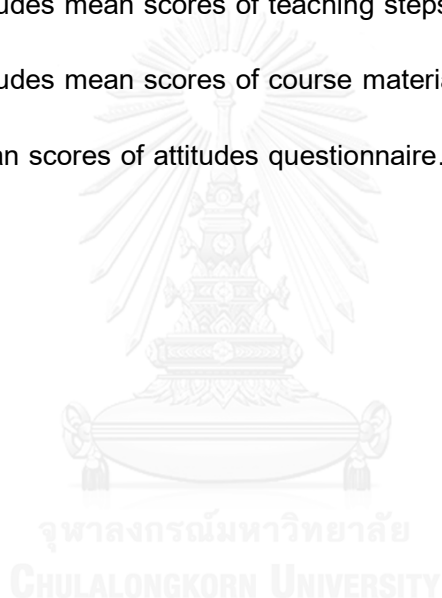 udes mean scores of teaching steps
udes mean scores of course materia
an scores of attitudes questionnaire.
จุฬาลงกรณ์มหาวิทยาลัย
CHULALONGKORN UNIVERSITY